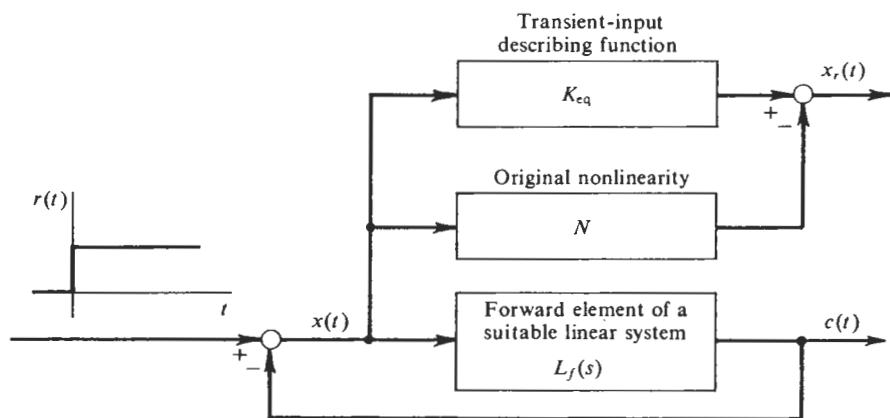 Transient-input
describing function
K_eq
x_r(t)
+ −
Original nonlinearity
N
r(t)
t
Forward element of a
suitable linear system
L_f(s)
x(t)
c(t)
+ −